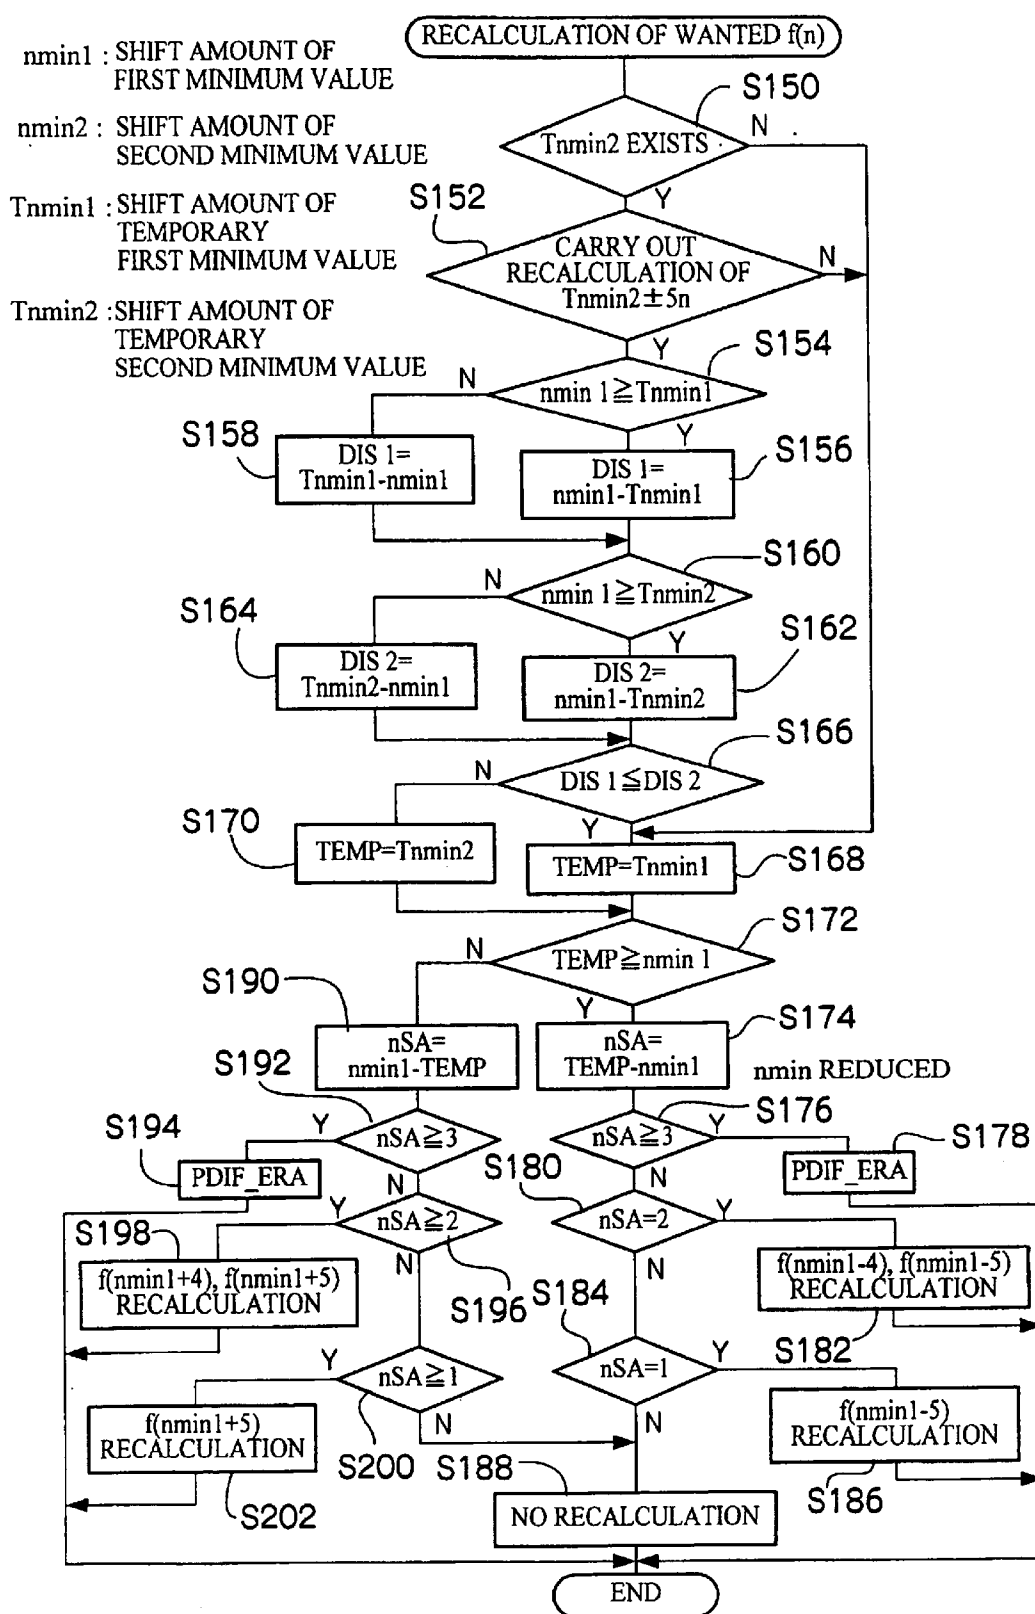 RECALCULATION OF WANTED f(n)
nmin1 : SHIFT AMOUNT OF
FIRST MINIMUM VALUE
nmin2 : SHIFT AMOUNT OF
SECOND MINIMUM VALUE
Tnmin1 : SHIFT AMOUNT OF
TEMPORARY
FIRST MINIMUM VALUE
Tnmin2 : SHIFT AMOUNT OF
TEMPORARY
SECOND MINIMUM VALUE
S150
Tnmin2 EXISTS
N
Y
S152
CARRY OUT
RECALCULATION OF
Tnmin2±5n
N
Y
S154
nmin 1≧Tnmin1
N
Y
S158
DIS 1=
Tnmin1-nmin1
S156
DIS 1=
nmin1-Tnmin1
S160
nmin 1≧Tnmin2
N
Y
S164
DIS 2=
Tnmin2-nmin1
S162
DIS 2=
nmin1-Tnmin2
S166
DIS 1≦DIS 2
N
Y
S170
TEMP=Tnmin2
TEMP=Tnmin1
S168
S172
TEMP≧nmin 1
N
Y
S190
nSA=
nmin1-TEMP
S174
nSA=
TEMP-nmin1
nmin REDUCED
S192
nSA≧3
Y
N
S176
nSA≧3
Y
N
S194
PDIF_ERA
S178
PDIF_ERA
nSA≧2
Y
N
S196
S180
nSA=2
Y
N
S198
f(nmin1+4), f(nmin1+5)
RECALCULATION
f(nmin1-4), f(nmin1-5)
RECALCULATION
S182
S184
nSA≧1
Y
N
S200
nSA=1
Y
N
f(nmin1+5)
RECALCULATION
S202
f(nmin1-5)
RECALCULATION
S186
S188
NO RECALCULATION
END